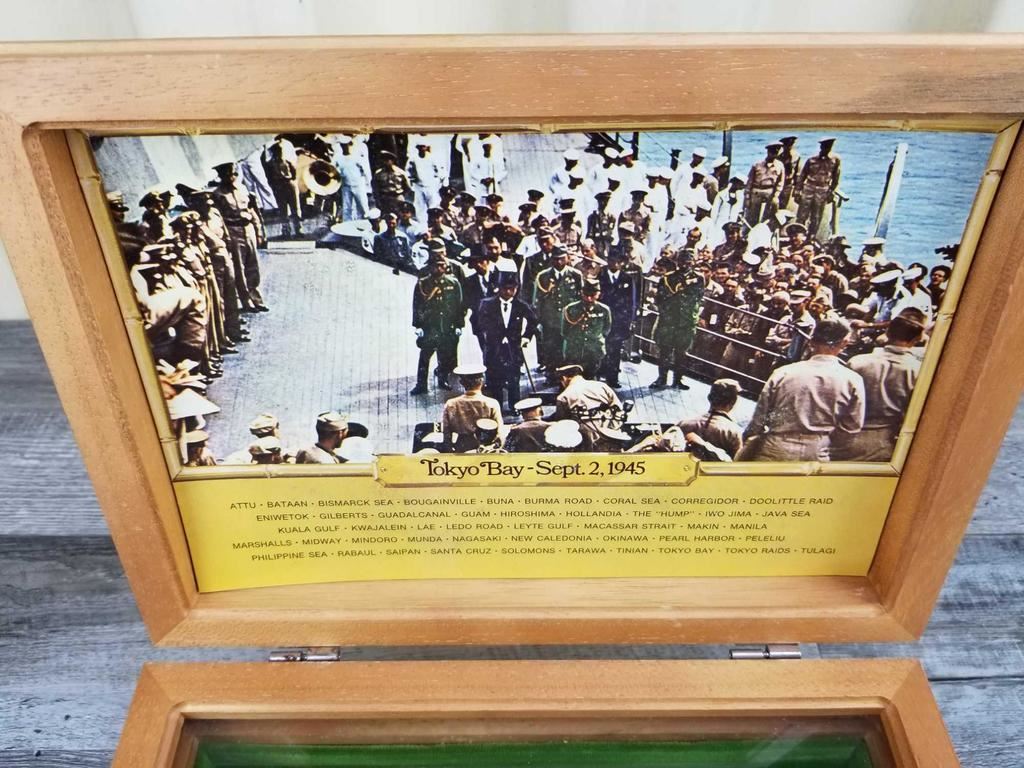 Tokyo Bay - Sept. 2, 1945
ATTU · BATAAN · BISMARCK SEA · BOUGAINVILLE · BUNA · BURMA ROAD · CORAL SEA · CORREGIDOR · DOOLITTLE RAID
ENIWETOK · GILBERTS · GUADALCANAL · GUAM · HIROSHIMA · HOLLANDIA · THE "HUMP" · IWO JIMA · JAVA SEA
KUALA GULF · KWAJALEIN · LAE · LEDO ROAD · LEYTE GULF · MACASSAR STRAIT · MAKIN · MANILA
MARSHALLS · MIDWAY · MINDORO · MUNDA · NAGASAKI · NEW CALEDONIA · OKINAWA · PEARL HARBOR · PELELIU
PHILIPPINE SEA · RABAUL · SAIPAN · SANTA CRUZ · SOLOMONS · TARAWA · TINIAN · TOKYO BAY · TOKYO RAIDS · TULAGI